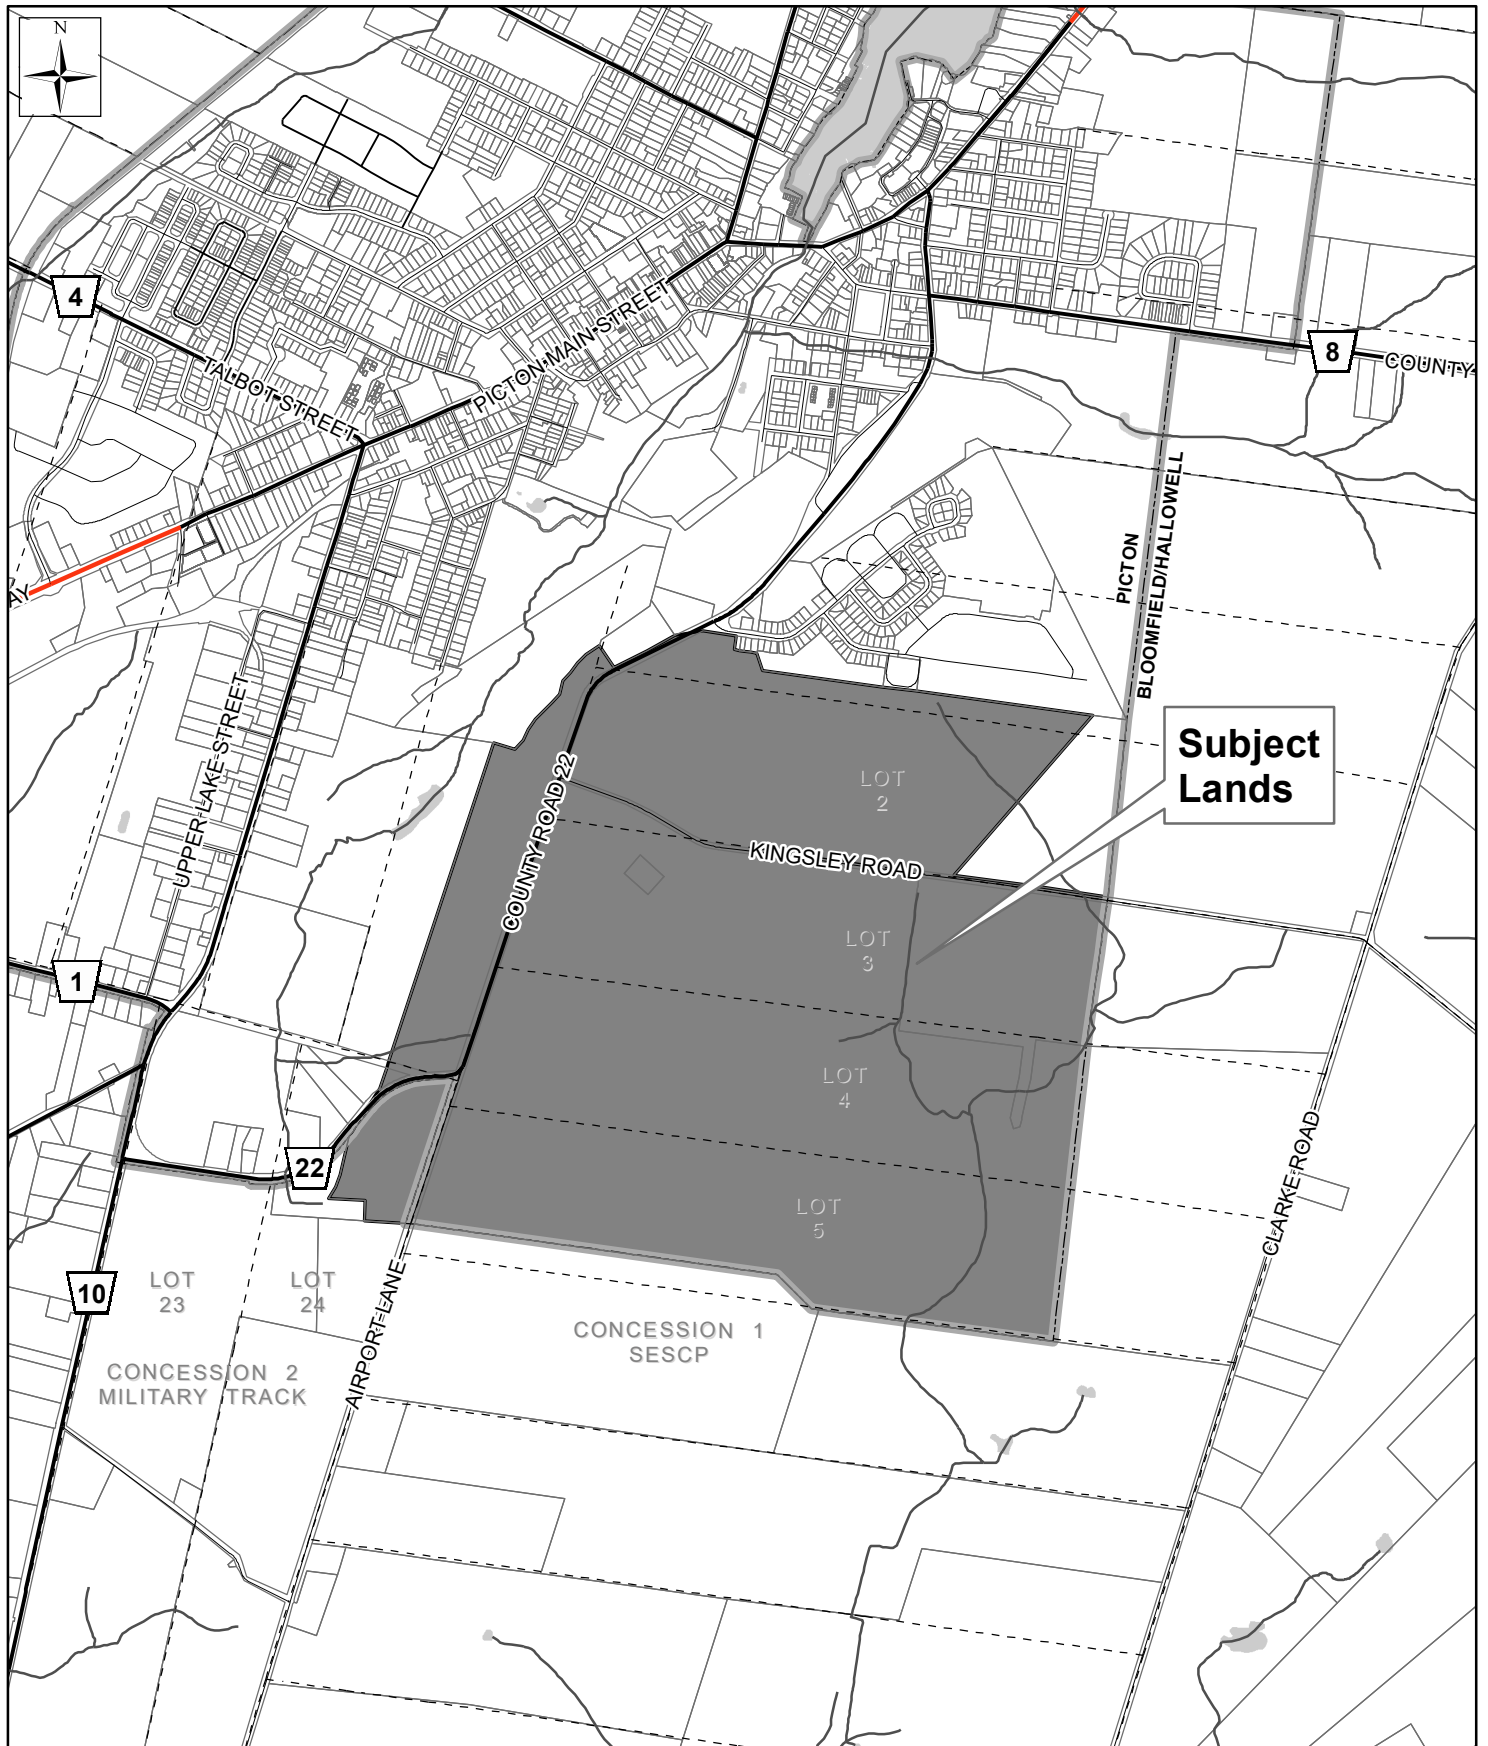 N
4
TALBOT STREET
PICTON MAIN STREET
8
COUNTY
PICTON
BLOOMFIELD/HALLOWELL
AY
UPPER LAKE STREET
Subject
Lands
LOT
2
COUNTY ROAD 22
KINGSLEY ROAD
LOT
3
1
LOT
4
22
CLARKE ROAD
LOT
5
10
LOT
23
LOT
24
AIRPORT LANE
CONCESSION 1
SESCP
CONCESSION 2
MILITARY TRACK